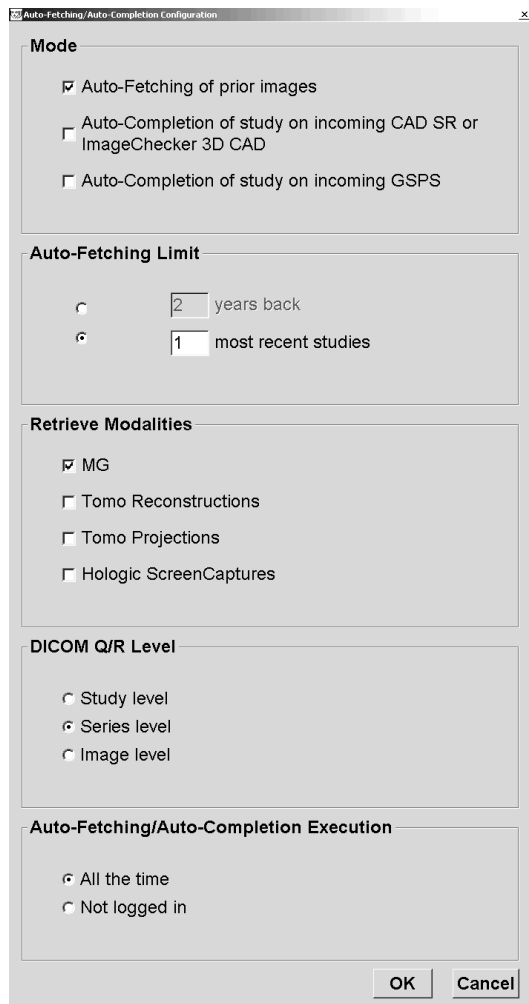 Auto-Fetching/Auto-Completion Configuration
Mode
Auto-Fetching of prior images
Auto-Completion of study on incoming CAD SR or
ImageChecker 3D CAD
Auto-Completion of study on incoming GSPS
Auto-Fetching Limit
2 years back
1 most recent studies
Retrieve Modalities
MG
Tomo Reconstructions
Tomo Projections
Hologic ScreenCaptures
DICOM Q/R Level
Study level
Series level
Image level
Auto-Fetching/Auto-Completion Execution
All the time
Not logged in
OK Cancel